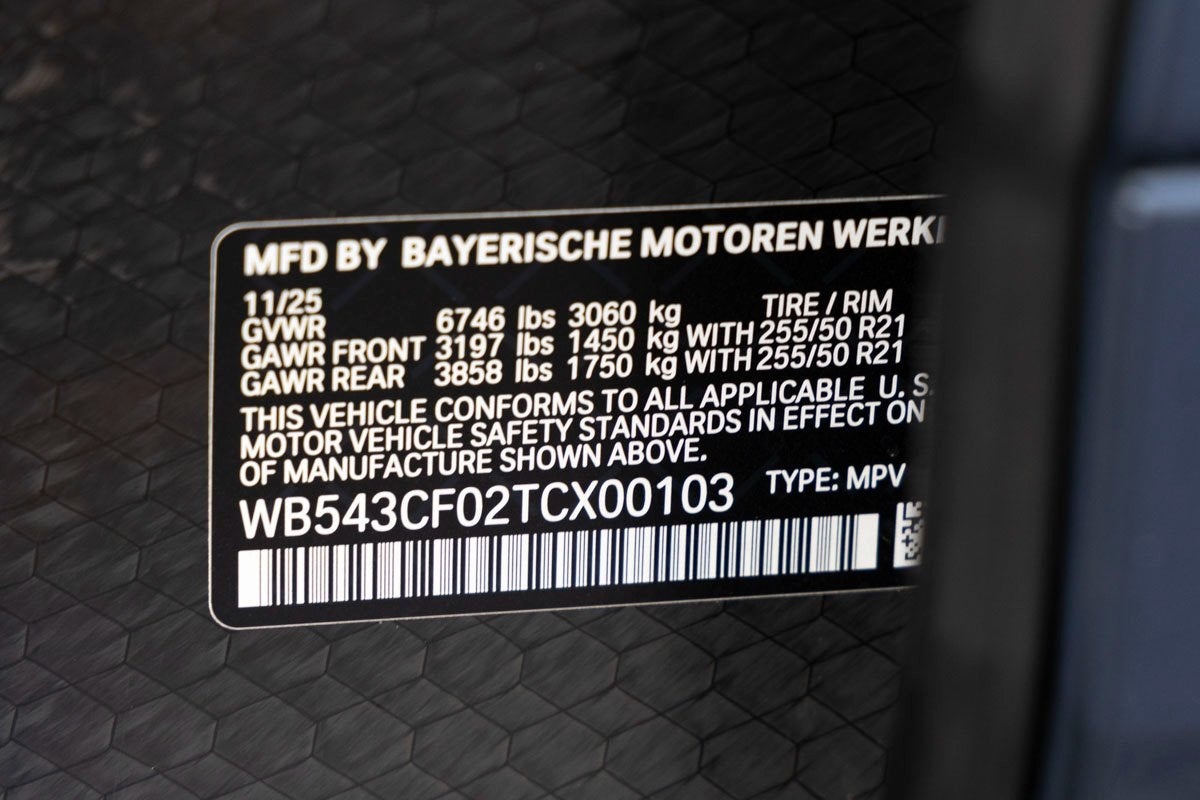 MFD BY BAYERISCHE MOTOREN
11/25 TIRE / RIM
GVWR 6746 lbs 3060 kg
GAWR FRONT 3197 lbs 1450 kg WITH 255/50 R21
GAWR REAR 3858 lbs 1750 kg WITH 255/50 R21
THIS VEHICLE CONFORMS TO ALL APPLICABLE U. S.
MOTOR VEHICLE SAFETY STANDARDS IN EFFECT ON
OF MANUFACTURE SHOWN ABOVE.
WB543CF02TCX00103 TYPE: MPV